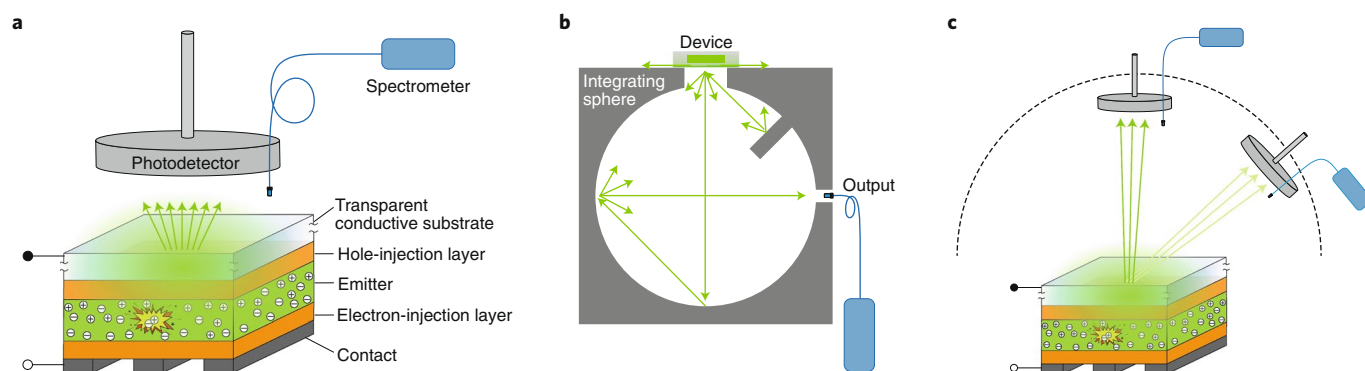 a
Spectrometer
Photodetector
Transparent
conductive substrate
Hole-injection layer
Emitter
Electron-injection layer
Contact
b
Device
Integrating
sphere
Output
c